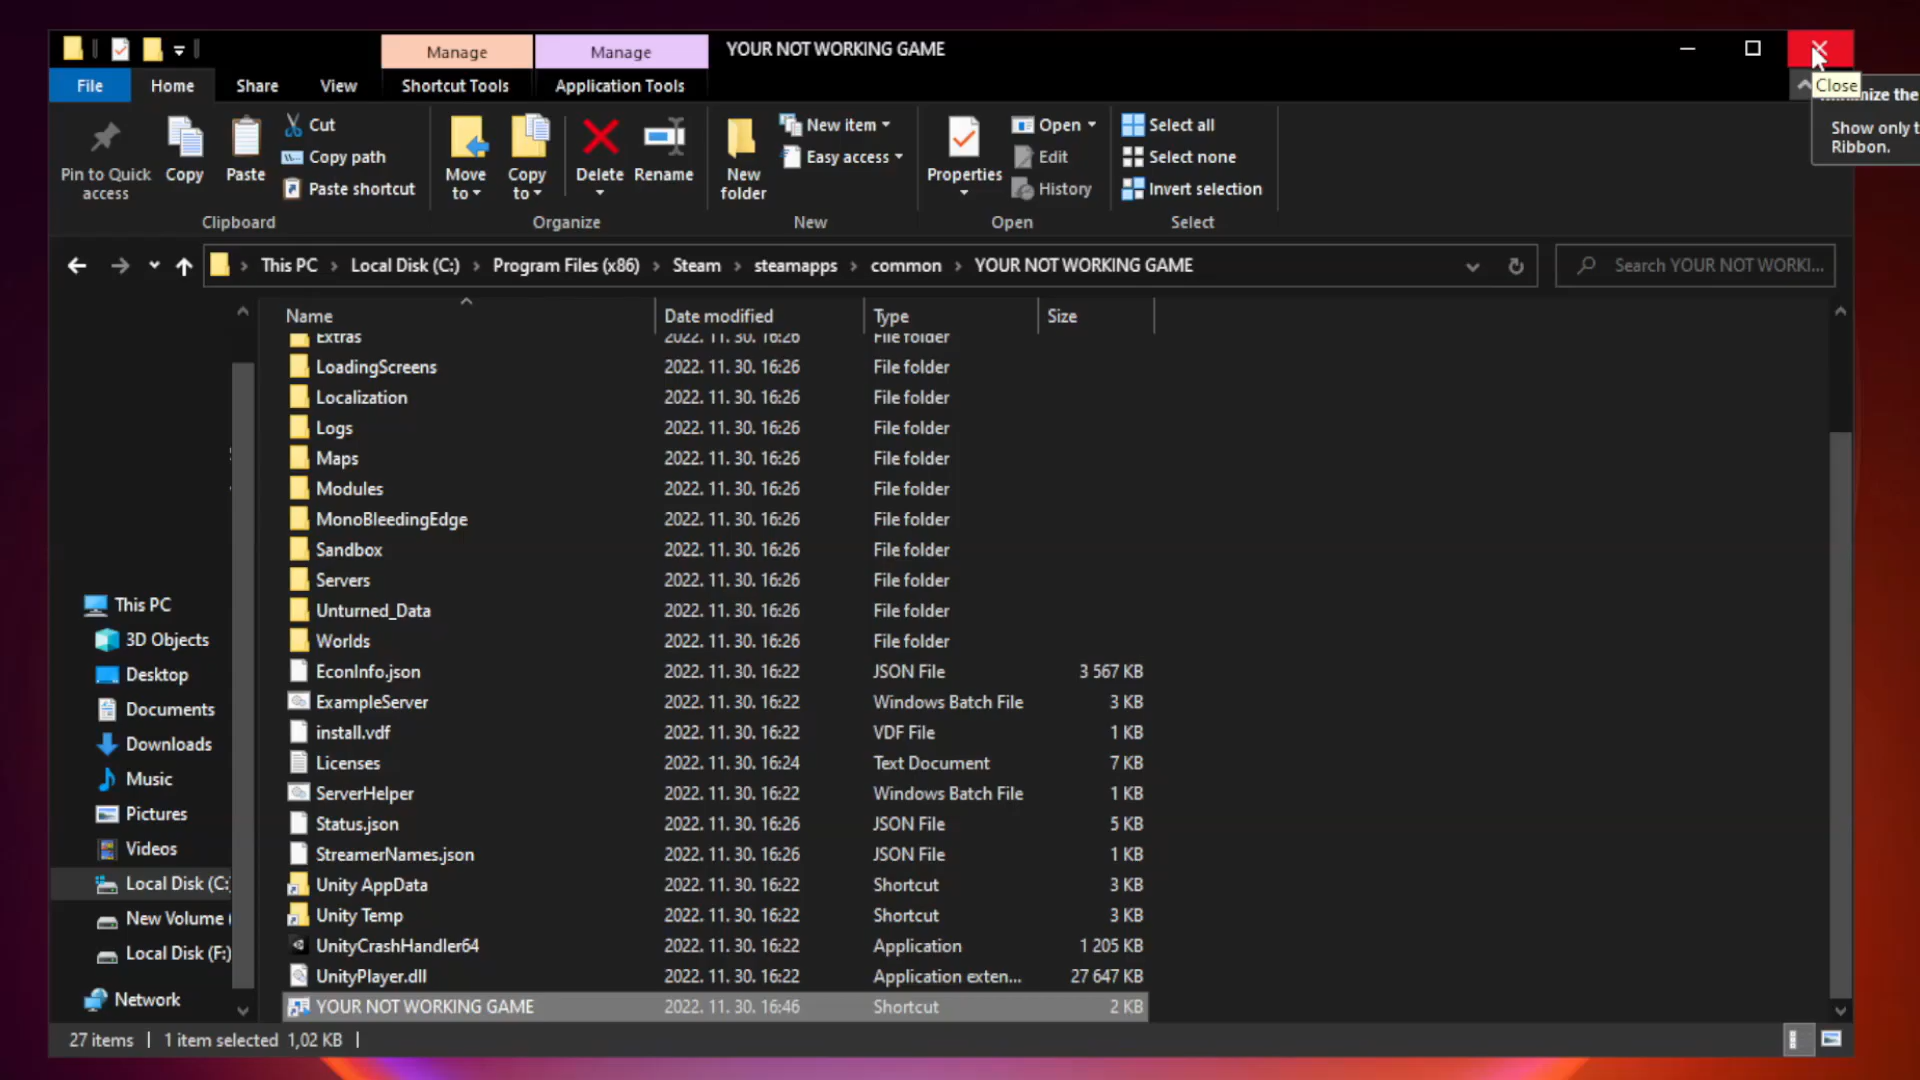 Manage
Manage
YOUR NOT WORKING GAME
File
Home
Share
View
Shortcut Tools
Application Tools
Close
the
Show only t
Ribbon.
Pin to Quick
access
Copy
Paste
Cut
Copy path
Paste shortcut
Clipboard
Move
to
Copy
to
Delete
Rename
Organize
New
folder
New item
Easy access
New
Properties
Open
Edit
History
Open
Select all
Select none
Invert selection
Select
This PC
Local Disk (C:)
Program Files (x86)
Steam
steamapps
common
YOUR NOT WORKING GAME
Search YOUR NOT WORKI...
Name Date modified Type Size
Extras 2022. 11. 30. 16:26 File folder
LoadingScreens 2022. 11. 30. 16:26 File folder
Localization 2022. 11. 30. 16:26 File folder
Logs 2022. 11. 30. 16:26 File folder
Maps 2022. 11. 30. 16:26 File folder
Modules 2022. 11. 30. 16:26 File folder
MonoBleedingEdge 2022. 11. 30. 16:26 File folder
Sandbox 2022. 11. 30. 16:26 File folder
Servers 2022. 11. 30. 16:26 File folder
Unturned_Data 2022. 11. 30. 16:26 File folder
Worlds 2022. 11. 30. 16:26 File folder
EconInfo.json 2022. 11. 30. 16:22 JSON File 3 567 KB
ExampleServer 2022. 11. 30. 16:22 Windows Batch File 3 KB
install.vdf 2022. 11. 30. 16:22 VDF File 1 KB
Licenses 2022. 11. 30. 16:24 Text Document 7 KB
ServerHelper 2022. 11. 30. 16:22 Windows Batch File 1 KB
Status.json 2022. 11. 30. 16:26 JSON File 5 KB
StreamerNames.json 2022. 11. 30. 16:26 JSON File 1 KB
Unity AppData 2022. 11. 30. 16:22 Shortcut 3 KB
Unity Temp 2022. 11. 30. 16:22 Shortcut 3 KB
UnityCrashHandler64 2022. 11. 30. 16:22 Application 1 205 KB
UnityPlayer.dll 2022. 11. 30. 16:22 Application exten... 27 647 KB
YOUR NOT WORKING GAME 2022. 11. 30. 16:46 Shortcut 2 KB
This PC
3D Objects
Desktop
Documents
Downloads
Music
Pictures
Videos
Local Disk (C:)
New Volume (
Local Disk (F:)
Network
27 items
1 item selected 1,02 KB